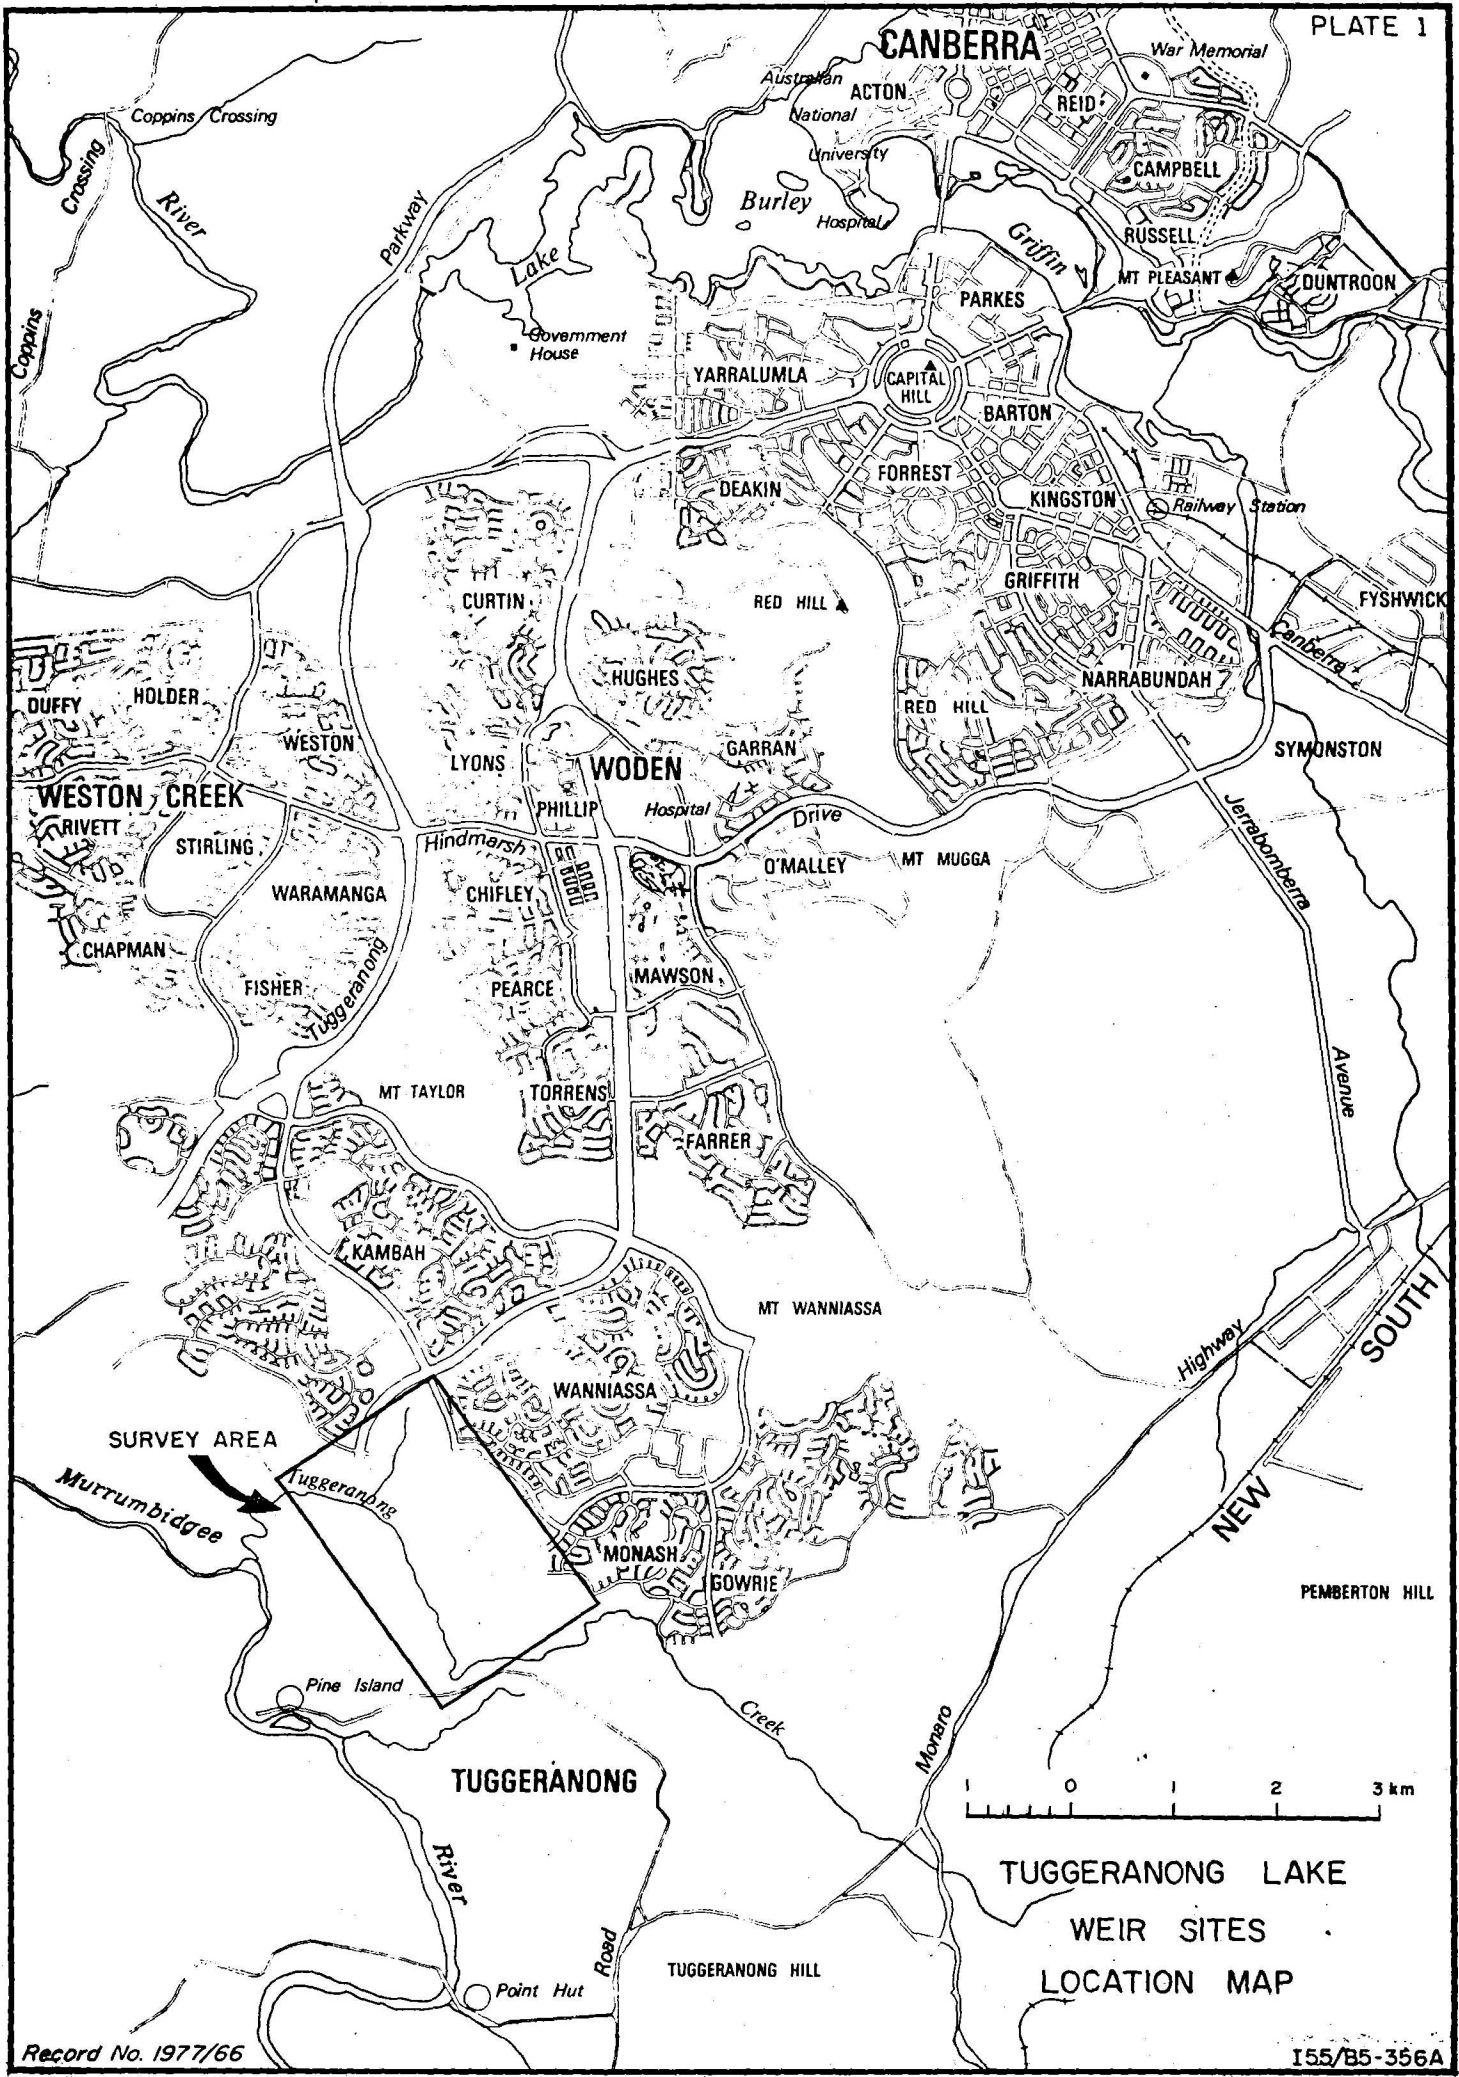 PLATE 1
CANBERRA
War Memorial
Australian
ACTON
National
REID
University
CAMPBELL
Coppins Crossing
Crossing
River
Parkway
Burley
Hospital
Griffin
RUSSELL
Lake
MT PLEASANT
DUNTROON
PARKES
Coppins
Government
House
YARRALUMLA
CAPITAL
HILL
BARTON
FORREST
DEAKIN
KINGSTON
Railway Station
GRIFFITH
CURTIN
RED HILL
FYSHWICK
Canberra
HUGHES
NARRABUNDAH
DUFFY
HOLDER
RED HILL
WESTON
GARRAN
SYMONSTON
LYONS
WODEN
WESTON CREEK
PHILLIP
Hospital
Drive
RIVETT
STIRLING
Hindmarsh
O'MALLEY
MT MUGGA
Jerrabomberra
WARAMANGA
CHIFLEY
CHAPMAN
MAWSON
FISHER
PEARCE
Tuggeranong
Avenue
MT TAYLOR
TORRENS
FARRER
KAMBAH
MT WANNIASSA
SOUTH
Highway
WANNIASSA
SURVEY AREA
Tuggeranong
Murrumbidgee
NEW
MONASH
GOWRIE
PEMBERTON HILL
Pine Island
Creek
Monaro
TUGGERANONG
1 0 1 2 3 km
River
TUGGERANONG LAKE
WEIR SITES
LOCATION MAP
Road
TUGGERANONG HILL
Point Hut
Record No. 1977/66
I55/B5-356A